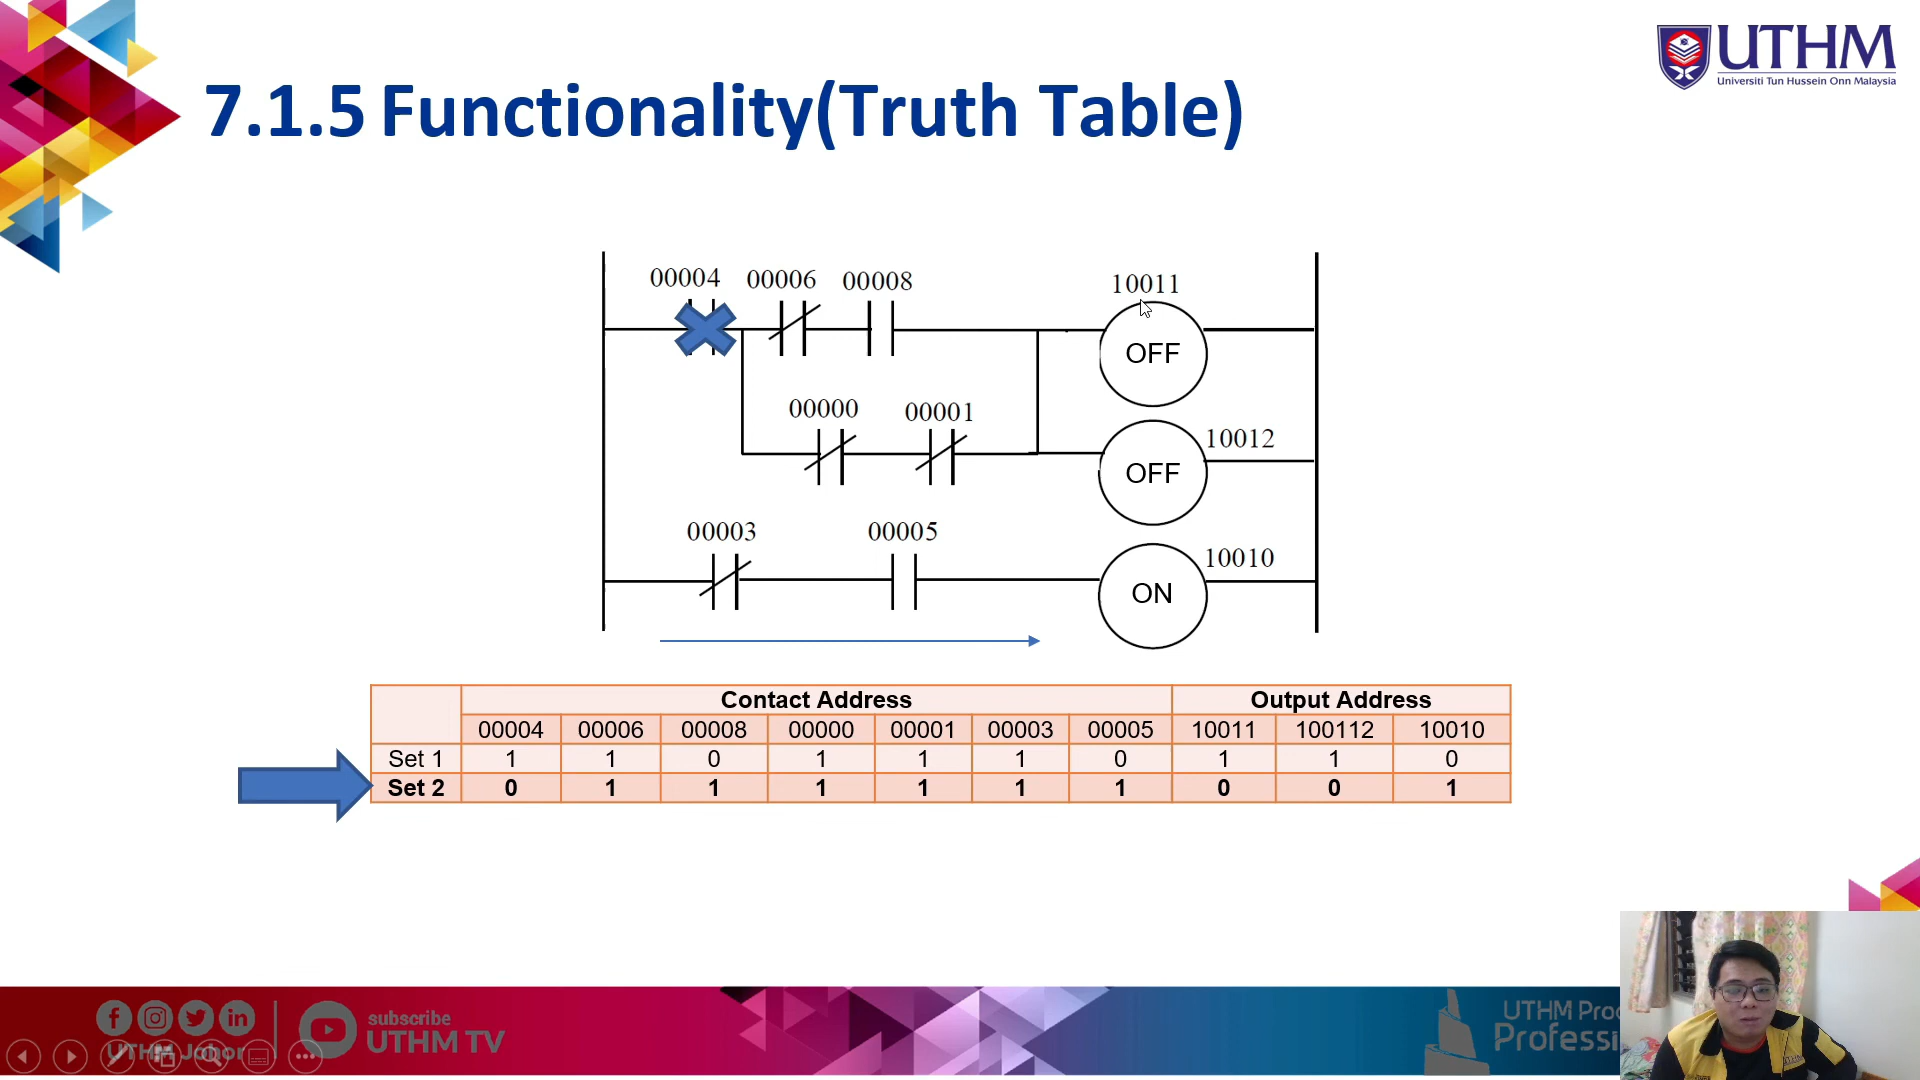 UTHM
Universiti Tun Hussein Onn Malaysia
7.1.5 Functionality(Truth Table)
00004 00006 00008 10011
OFF
00000 00001
10012
OFF
00003 00005
10010
ON
Contact Address Output Address
00004 00006 00008 00000 00001 00003 00005 10011 100112 10010
Set 1 1 1 0 1 1 1 0 1 1 0
Set 2 0 1 1 1 1 1 1 0 0 1
subscribe
UTHM TV
UTHM Johor
UTHM